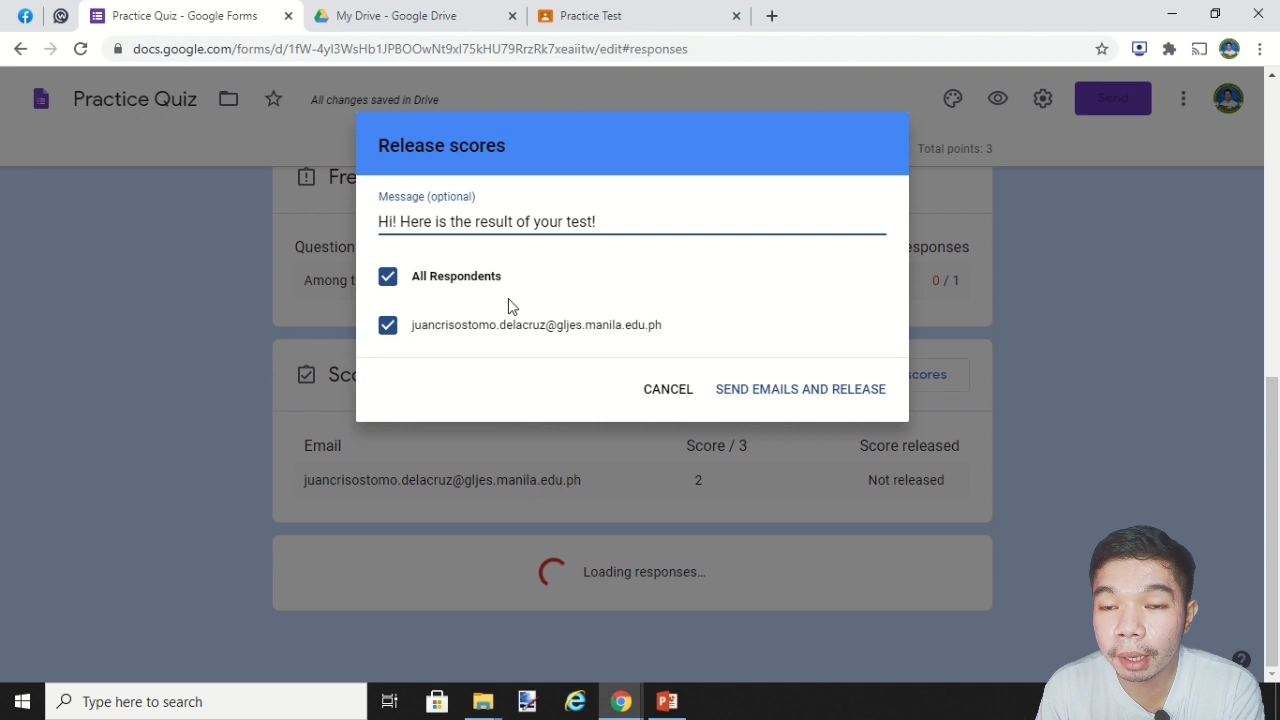 Practice Quiz - Google Forms
My Drive - Google Drive
Practice Test
docs.google.com/forms/d/1fW-4yI3WsHb1JPBOOwNt9xI75kHU79RrzRk7xeaiitw/edit#responses
Practice Quiz
All changes saved in Drive
Send
Release scores
Total points: 3
Fre
Message (optional)
Hi! Here is the result of your test!
Question
esponses
All Respondents
Among t
0 / 1
juancrisostomo.delacruz@gljes.manila.edu.ph
Sco
scores
CANCEL SEND EMAILS AND RELEASE
Email Score / 3 Score released
juancrisostomo.delacruz@gljes.manila.edu.ph 2 Not released
Loading responses…
Type here to search